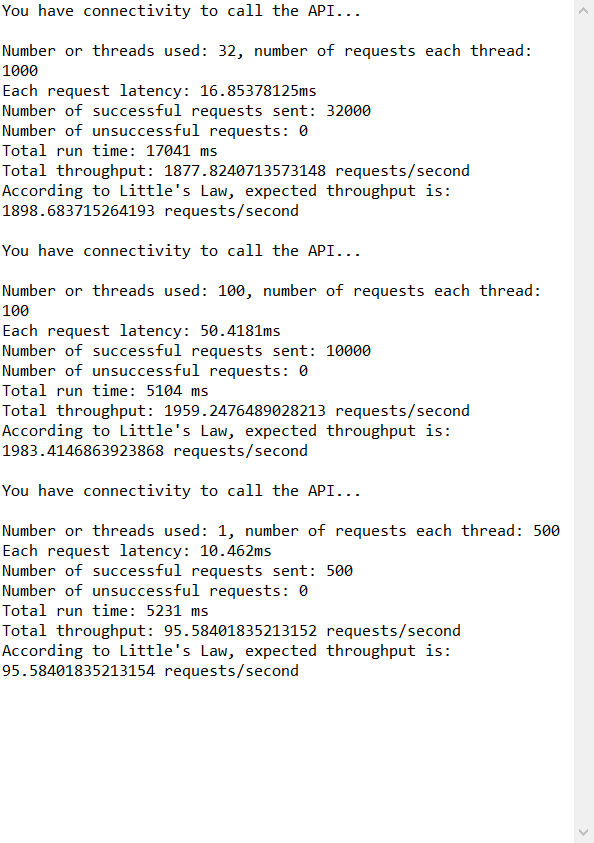 You have connectivity to call the API...
Number or threads used: 32, number of requests each thread:
1000
Each request latency: 16.85378125ms
Number of successful requests sent: 32000
Number of unsuccessful requests: 0
Total run time: 17041 ms
Total throughput: 1877.8240713573148 requests/second
According to Little's Law, expected throughput is:
1898.683715264193 requests/second
You have connectivity to call the API...
Number or threads used: 100, number of requests each thread:
100
Each request latency: 50.4181ms
Number of successful requests sent: 10000
Number of unsuccessful requests: 0
Total run time: 5104 ms
Total throughput: 1959.2476489028213 requests/second
According to Little's Law, expected throughput is:
1983.4146863923868 requests/second
You have connectivity to call the API...
Number or threads used: 1, number of requests each thread: 500
Each request latency: 10.462ms
Number of successful requests sent: 500
Number of unsuccessful requests: 0
Total run time: 5231 ms
Total throughput: 95.58401835213152 requests/second
According to Little's Law, expected throughput is:
95.58401835213154 requests/second